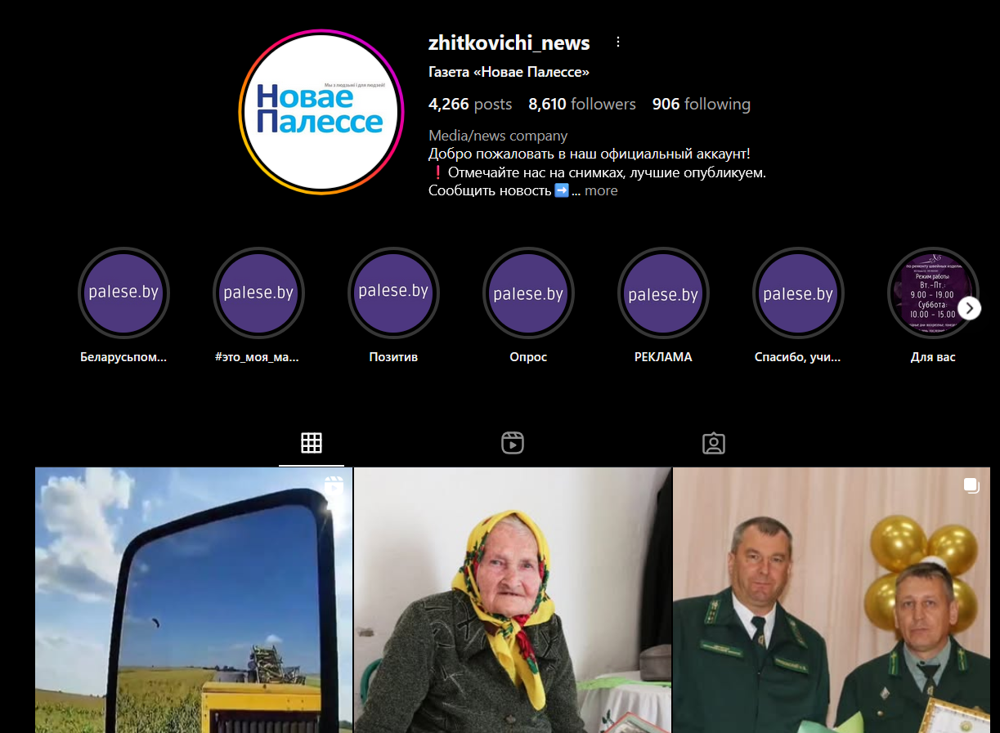 zhitkovichi_news
Газета «Новае Палессе»
Мы з людзьмі і для людзей!
Новае
Палессе
4,266 posts 8,610 followers 906 following
Media/news company
Добро пожаловать в наш официальный аккаунт!
❗Отмечайте нас на снимках, лучшие опубликуем.
Сообщить новость➡️... more
palese.by
palese.by
palese.by
palese.by
palese.by
palese.by
по ремонту швейных изделий
Режим работы
Вт.-Пт.:
9.00 - 19.00
Суббота:
10.00 - 15.00
Беларусьпом...
#это_моя_ма...
Позитив
Опрос
РЕКЛАМА
Спасибо, учи...
Для вас